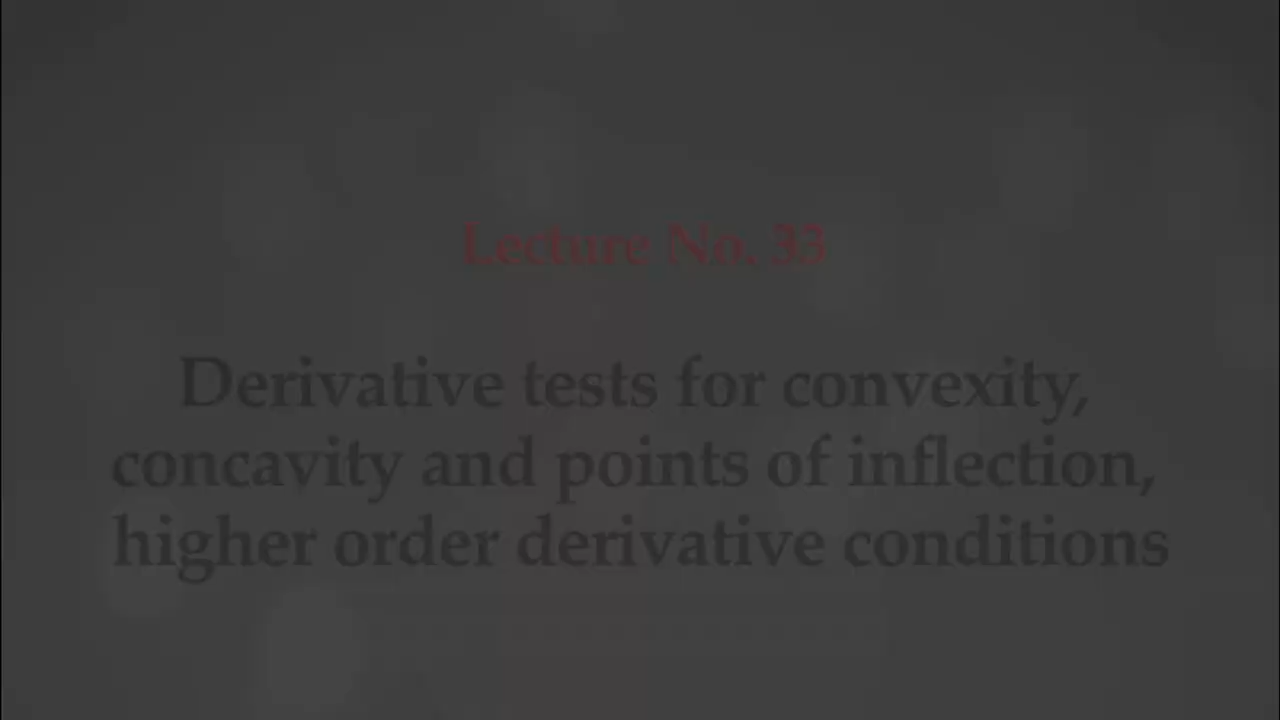 Lecture No. 33
Derivative tests for convexity,
concavity and points of inflection,
higher order derivative conditions